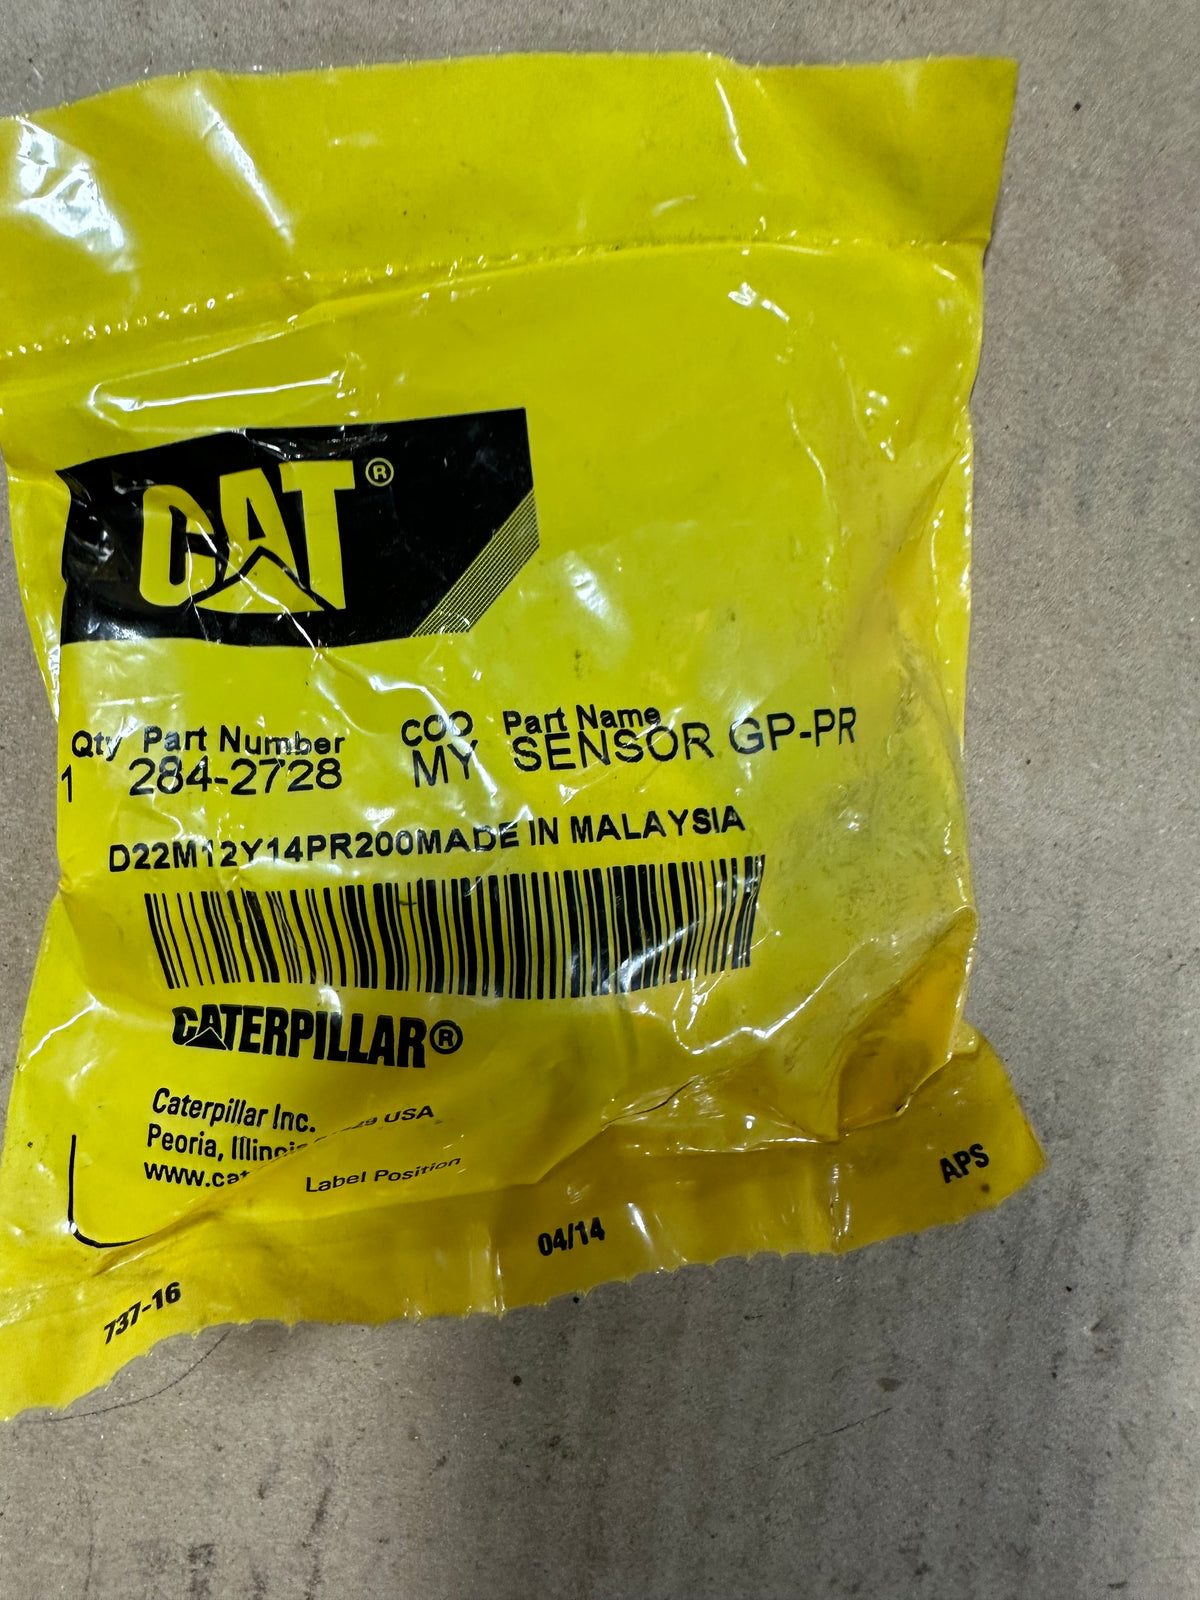 CAT®
Qty Part Number COO Part Name
1 284-2728 MY SENSOR GP-PR
D22M12Y14PR200MADE IN MALAYSIA
CATERPILLAR®
Caterpillar Inc.
Peoria, USA
Label Position
APS
04/14
737-16